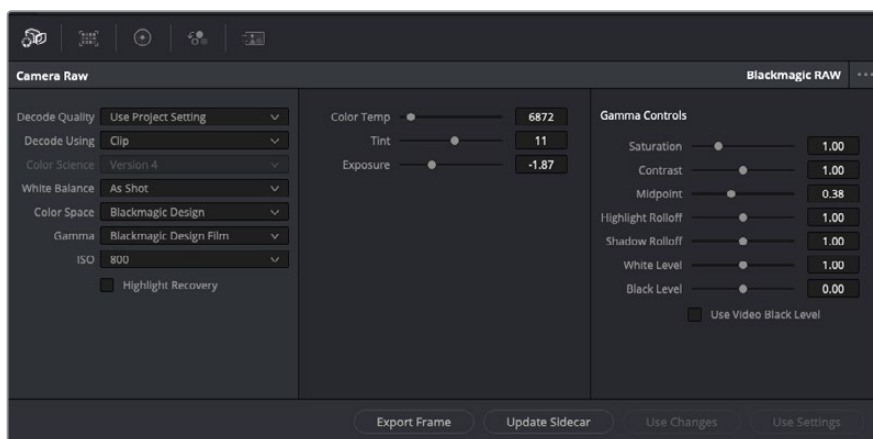 Camera Raw
Blackmagic RAW
Decode Quality Use Project Setting
Decode Using Clip
Color Science Version 4
White Balance As Shot
Color Space Blackmagic Design
Gamma Blackmagic Design Film
ISO 800
Highlight Recovery
Color Temp 6872
Tint 11
Exposure -1.87
Gamma Controls
Saturation 1.00
Contrast 1.00
Midpoint 0.38
Highlight Rolloff 1.00
Shadow Rolloff 1.00
White Level 1.00
Black Level 0.00
Use Video Black Level
Export Frame
Update Sidecar
Use Changes
Use Settings